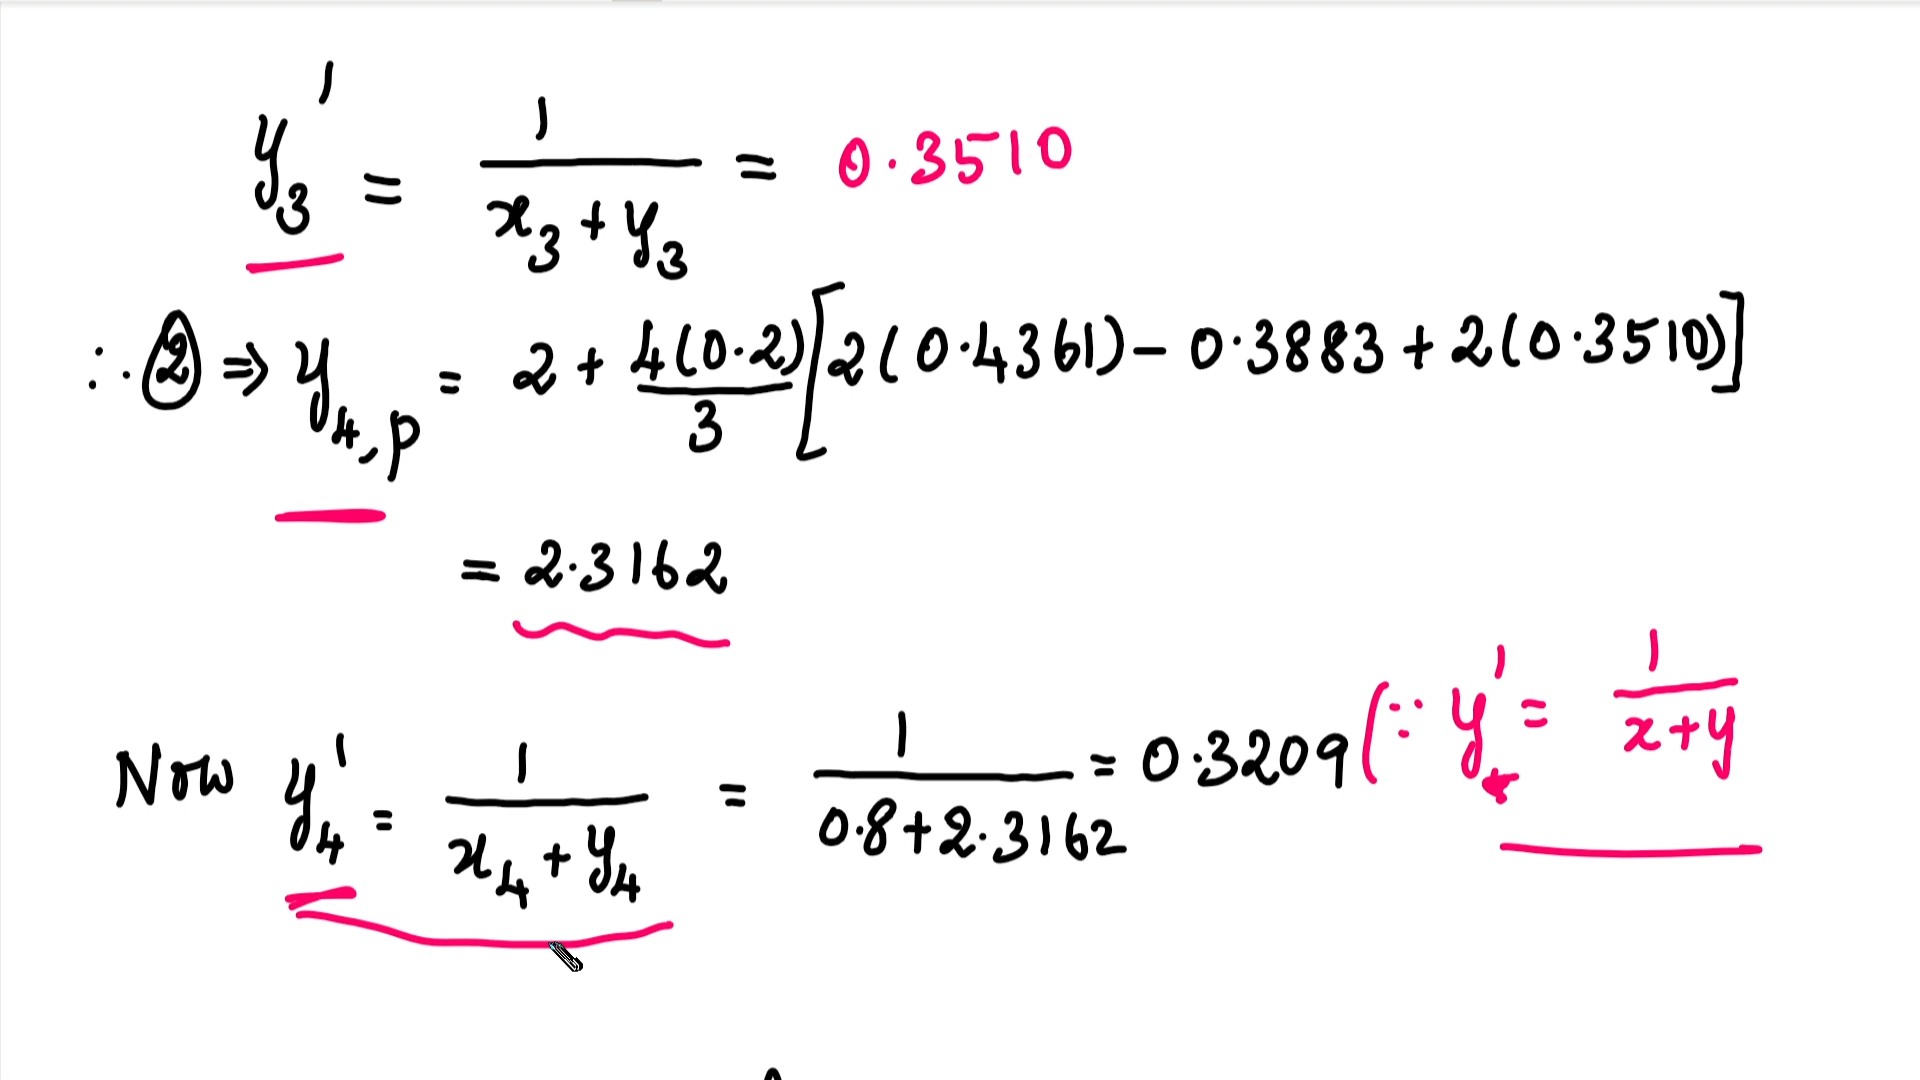 y₃' = 1/(x₃ + y₃) = 0.3510
∴ ② ⇒ y₄,p = 2 + 4(0.2)/3 [2(0.4361) − 0.3883 + 2(0.3510)]
= 2.3162
Now y₄' = 1/(x₄ + y₄) = 1/(0.8+2.3162) = 0.3209 (∵ y' = 1/(x+y)